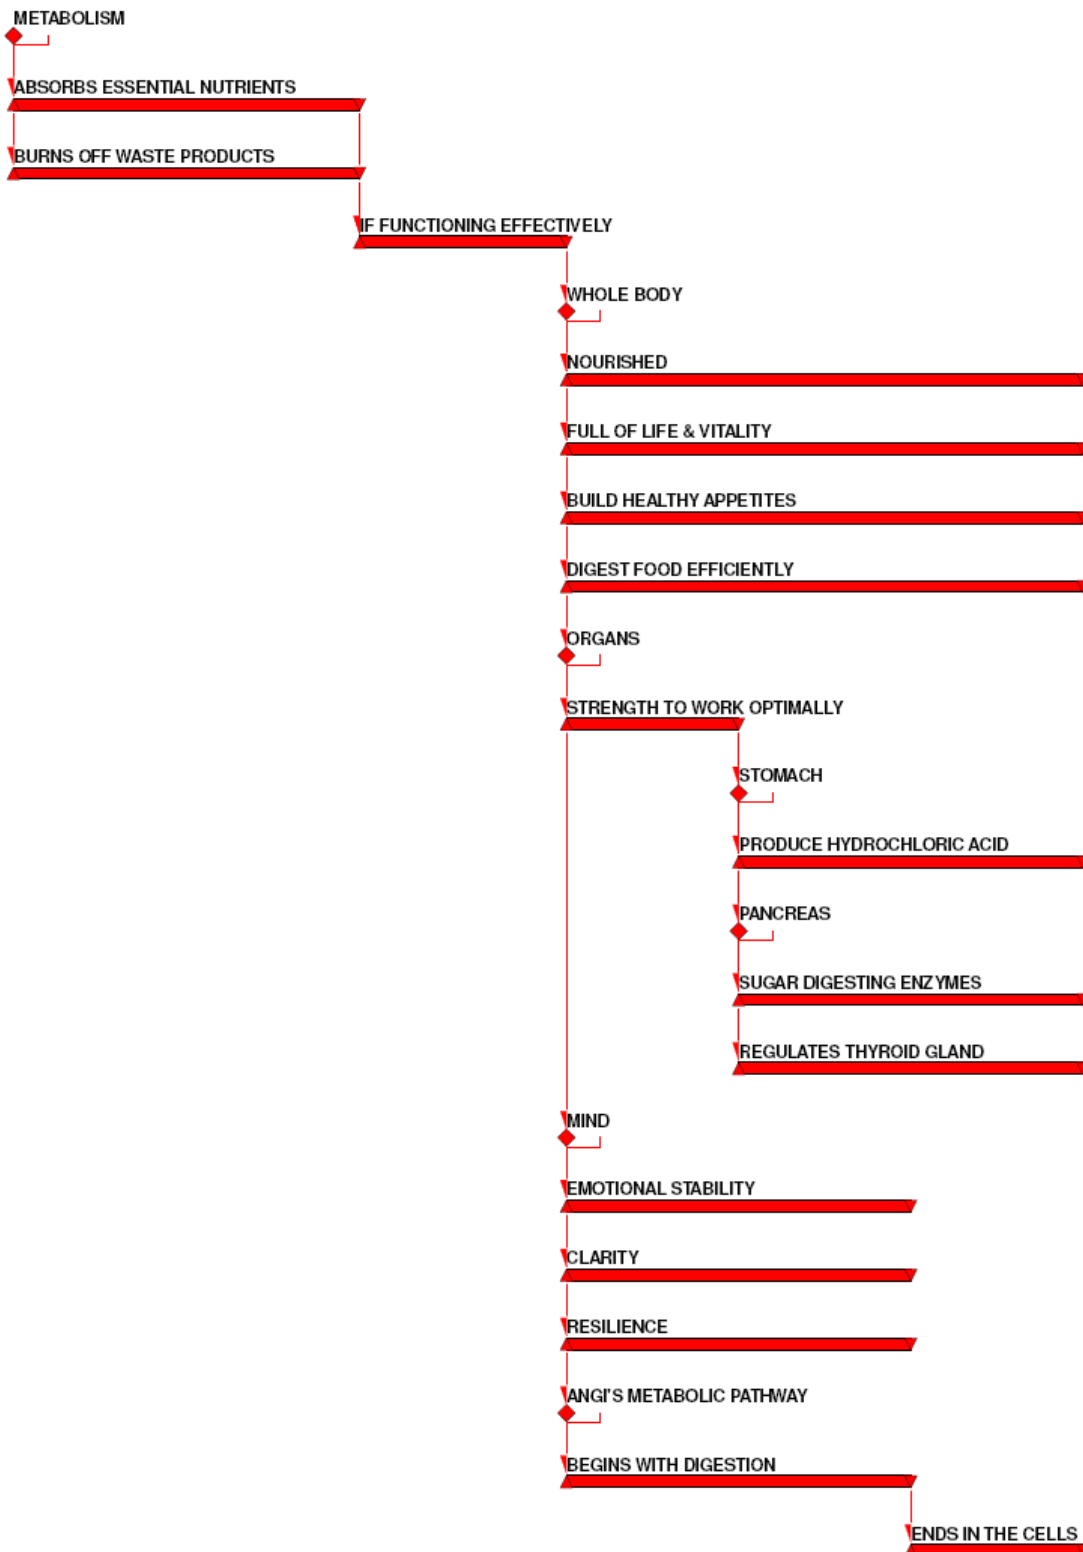 METABOLISM
ABSORBS ESSENTIAL NUTRIENTS
BURNS OFF WASTE PRODUCTS
IF FUNCTIONING EFFECTIVELY
WHOLE BODY
NOURISHED
FULL OF LIFE & VITALITY
BUILD HEALTHY APPETITES
DIGEST FOOD EFFICIENTLY
ORGANS
STRENGTH TO WORK OPTIMALLY
STOMACH
PRODUCE HYDROCHLORIC ACID
PANCREAS
SUGAR DIGESTING ENZYMES
REGULATES THYROID GLAND
MIND
EMOTIONAL STABILITY
CLARITY
RESILIENCE
ANGI'S METABOLIC PATHWAY
BEGINS WITH DIGESTION
ENDS IN THE CELLS